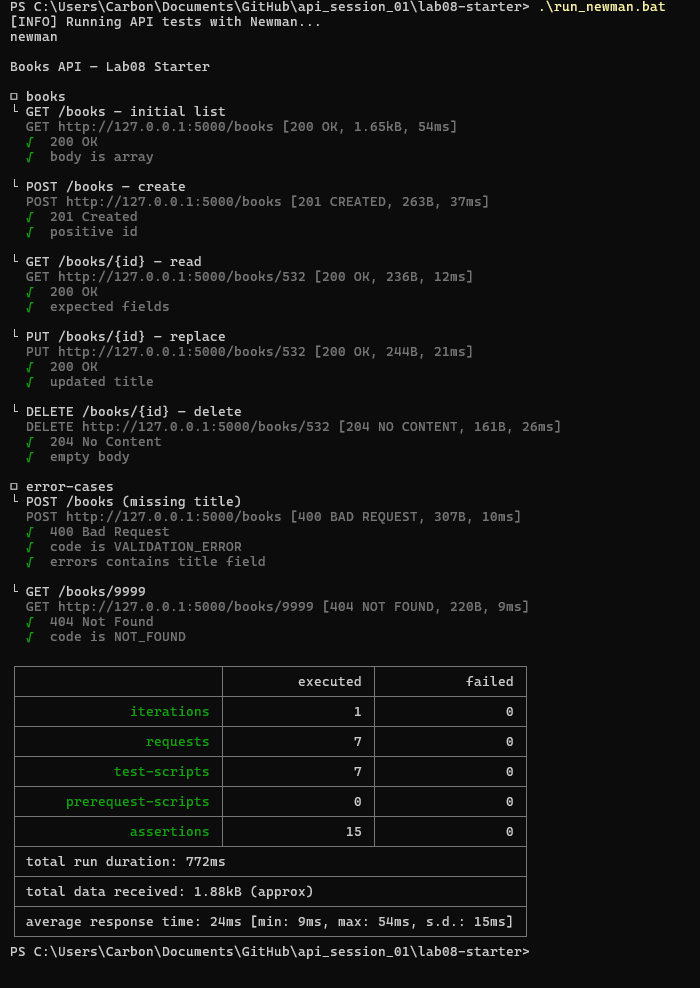 PS C:\Users\Carbon\Documents\GitHub\api_session_01\lab08-starter> .\run_newman.bat
[INFO] Running API tests with Newman...
newman
Books API — Lab08 Starter
□ books
└ GET /books — initial list
GET http://127.0.0.1:5000/books [200 OK, 1.65kB, 54ms]
√ 200 OK
√ body is array
└ POST /books — create
POST http://127.0.0.1:5000/books [201 CREATED, 263B, 37ms]
√ 201 Created
√ positive id
└ GET /books/{id} — read
GET http://127.0.0.1:5000/books/532 [200 OK, 236B, 12ms]
√ 200 OK
√ expected fields
└ PUT /books/{id} — replace
PUT http://127.0.0.1:5000/books/532 [200 OK, 244B, 21ms]
√ 200 OK
√ updated title
└ DELETE /books/{id} — delete
DELETE http://127.0.0.1:5000/books/532 [204 NO CONTENT, 161B, 26ms]
√ 204 No Content
√ empty body
□ error-cases
└ POST /books (missing title)
POST http://127.0.0.1:5000/books [400 BAD REQUEST, 307B, 10ms]
√ 400 Bad Request
√ code is VALIDATION_ERROR
√ errors contains title field
└ GET /books/9999
GET http://127.0.0.1:5000/books/9999 [404 NOT FOUND, 220B, 9ms]
√ 404 Not Found
√ code is NOT_FOUND
executed failed
iterations 1 0
requests 7 0
test-scripts 7 0
prerequest-scripts 0 0
assertions 15 0
total run duration: 772ms
total data received: 1.88kB (approx)
average response time: 24ms [min: 9ms, max: 54ms, s.d.: 15ms]
PS C:\Users\Carbon\Documents\GitHub\api_session_01\lab08-starter>